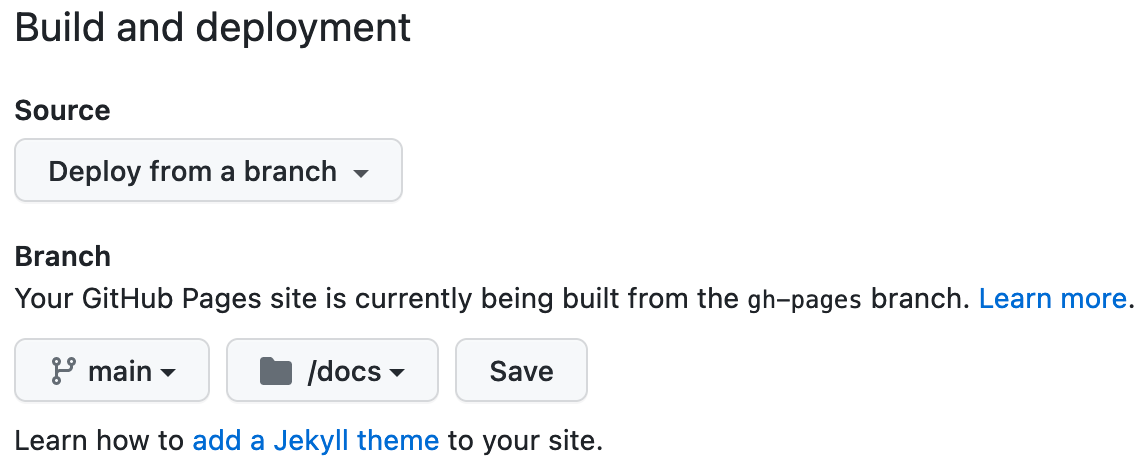 Build and deployment
Source
Deploy from a branch
Branch
Your GitHub Pages site is currently being built from the gh-pages branch. Learn more.
main /docs Save
Learn how to add a Jekyll theme to your site.